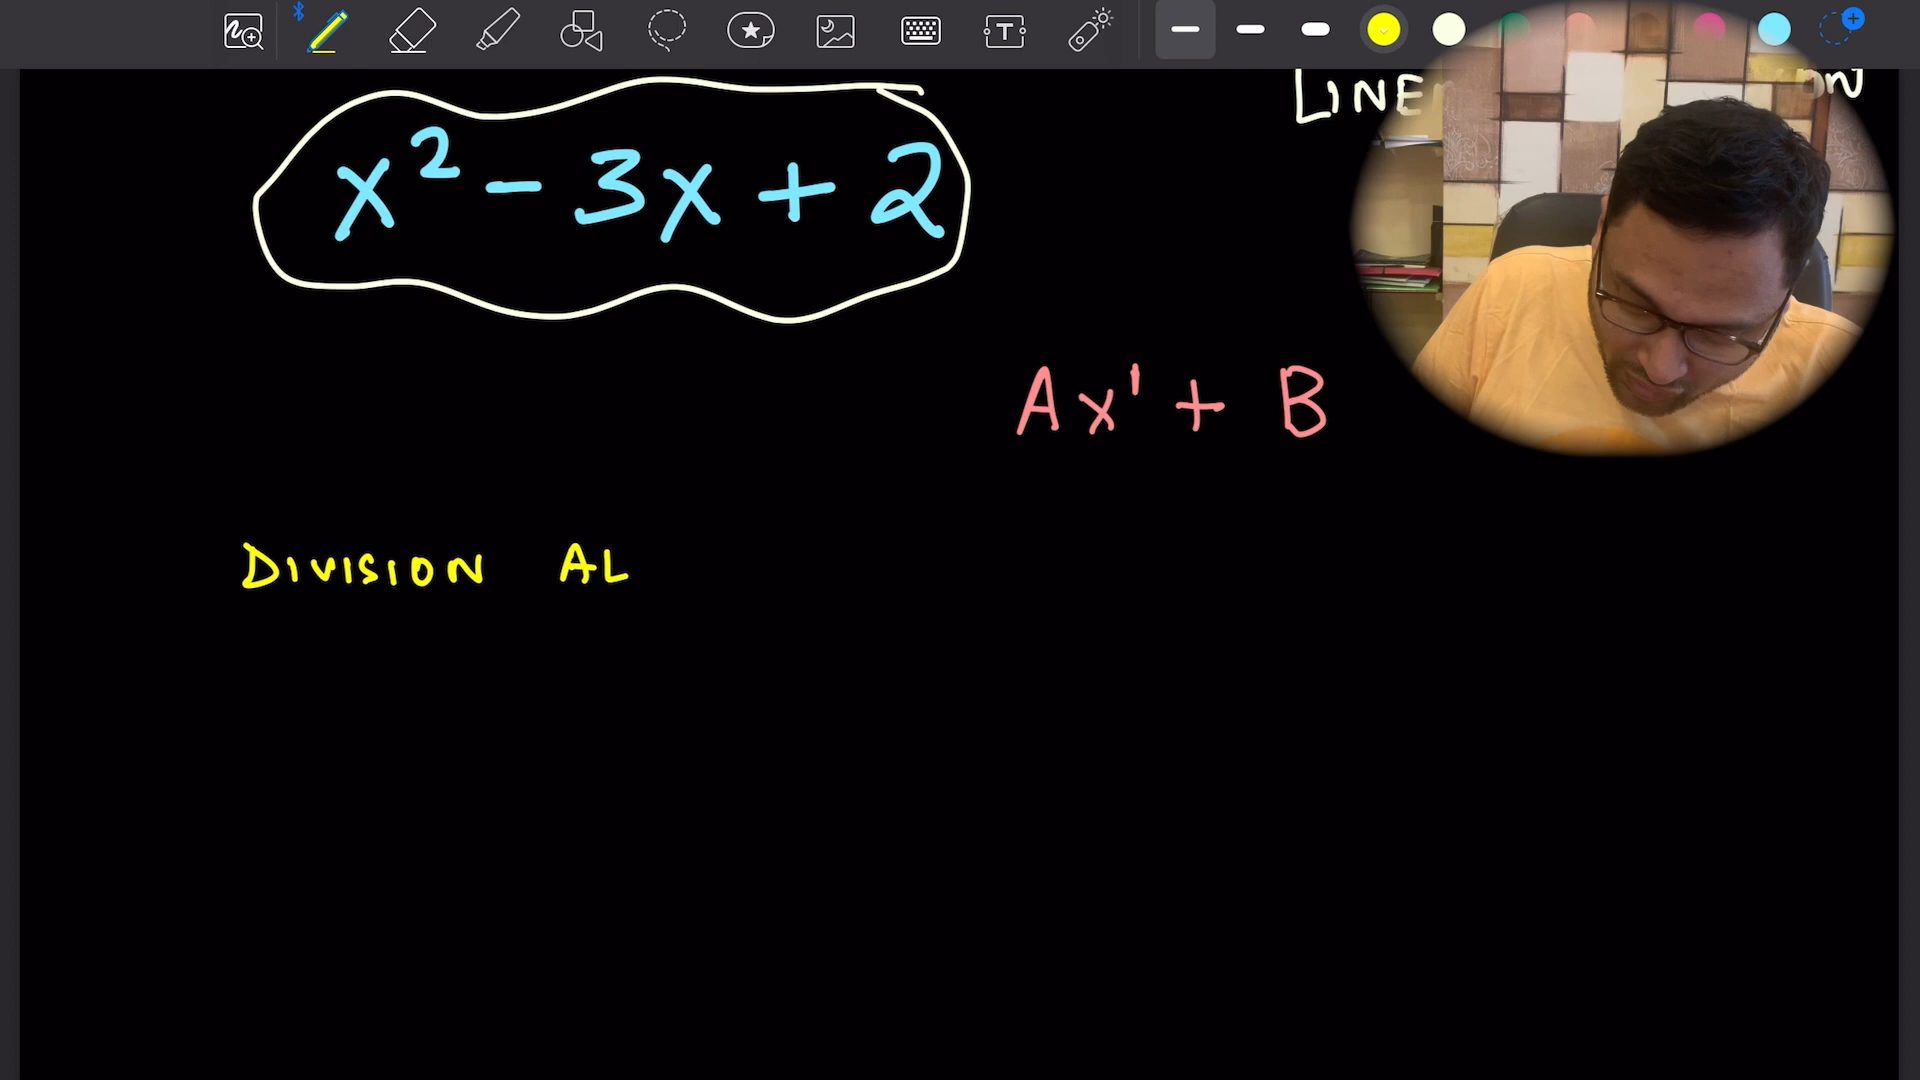 x² - 3x + 2
Ax¹ + B
DIVISION AL